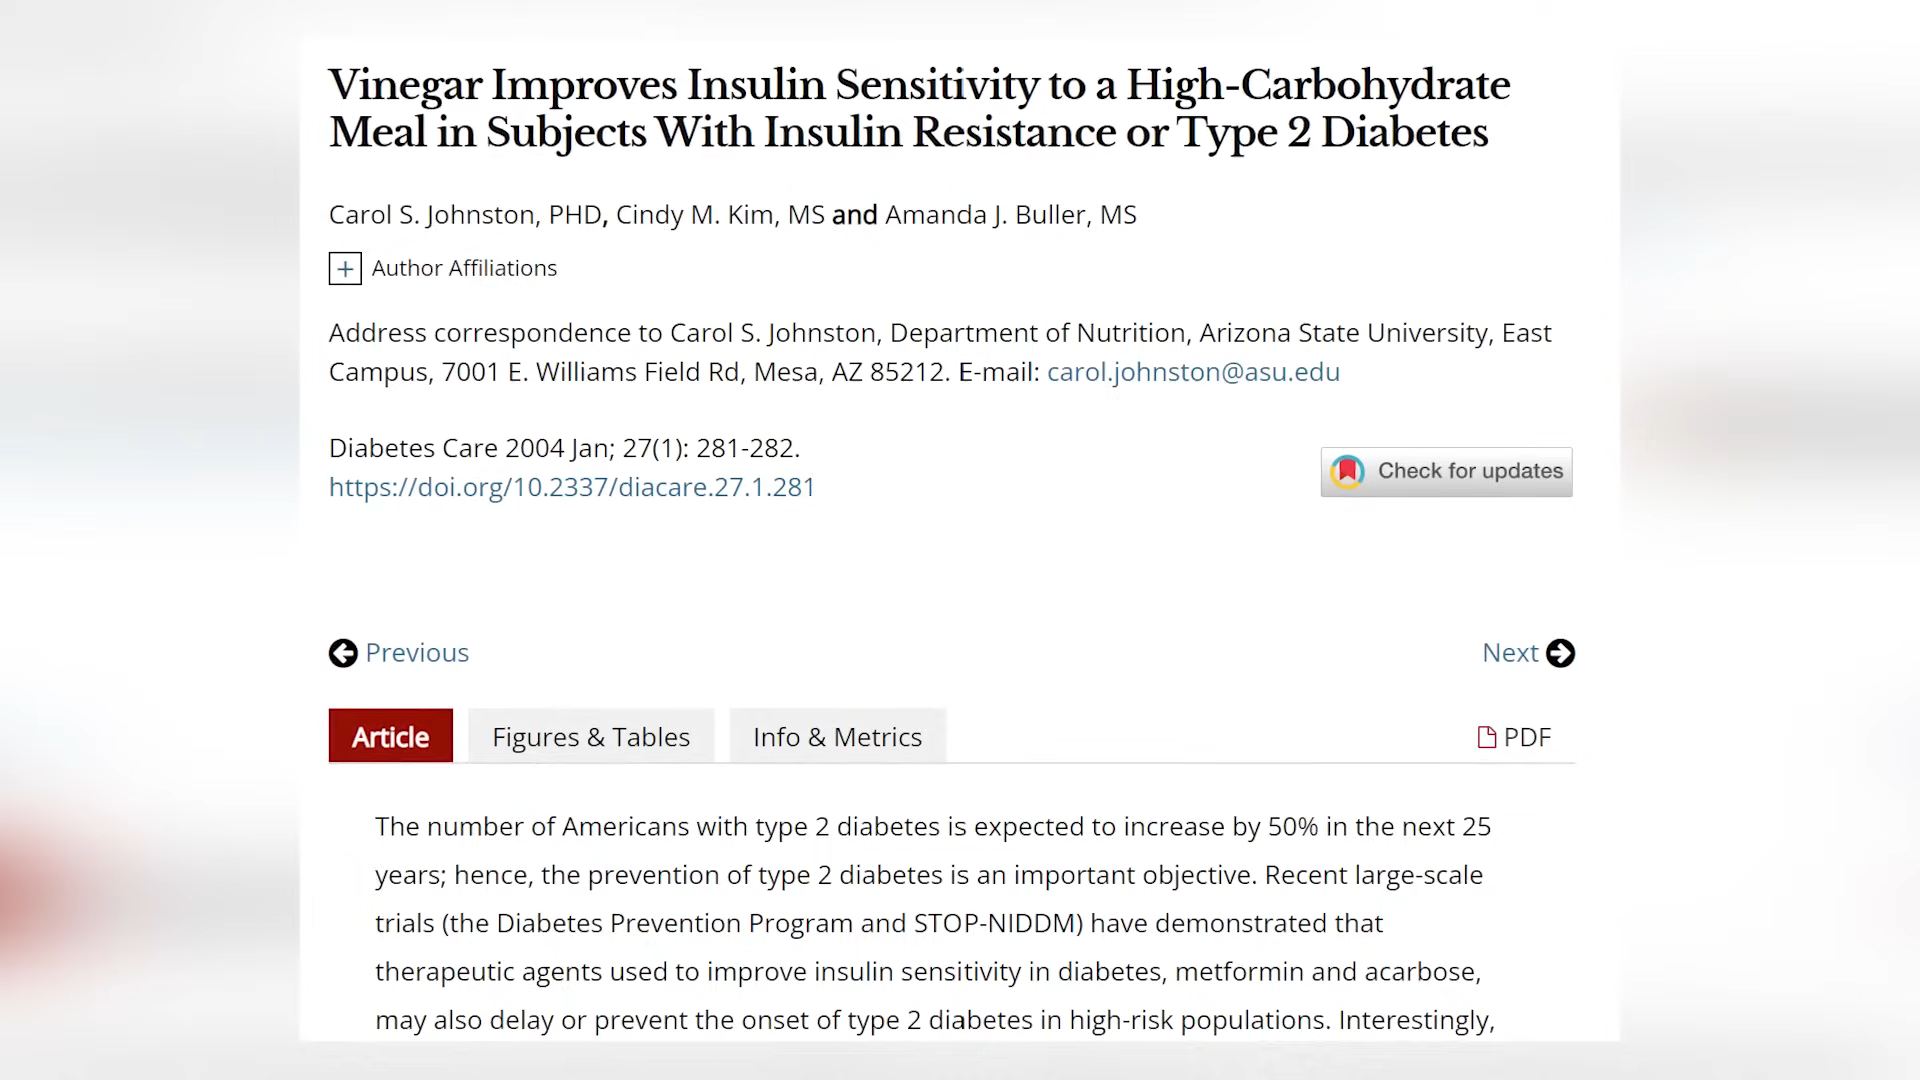 Vinegar Improves Insulin Sensitivity to a High-Carbohydrate
Meal in Subjects With Insulin Resistance or Type 2 Diabetes
Carol S. Johnston, PHD, Cindy M. Kim, MS and Amanda J. Buller, MS
Author Affiliations
Address correspondence to Carol S. Johnston, Department of Nutrition, Arizona State University, East
Campus, 7001 E. Williams Field Rd, Mesa, AZ 85212. E-mail: carol.johnston@asu.edu
Diabetes Care 2004 Jan; 27(1): 281-282.
https://doi.org/10.2337/diacare.27.1.281
Check for updates
Previous
Next
Article Figures & Tables Info & Metrics PDF
The number of Americans with type 2 diabetes is expected to increase by 50% in the next 25
years; hence, the prevention of type 2 diabetes is an important objective. Recent large-scale
trials (the Diabetes Prevention Program and STOP-NIDDM) have demonstrated that
therapeutic agents used to improve insulin sensitivity in diabetes, metformin and acarbose,
may also delay or prevent the onset of type 2 diabetes in high-risk populations. Interestingly,